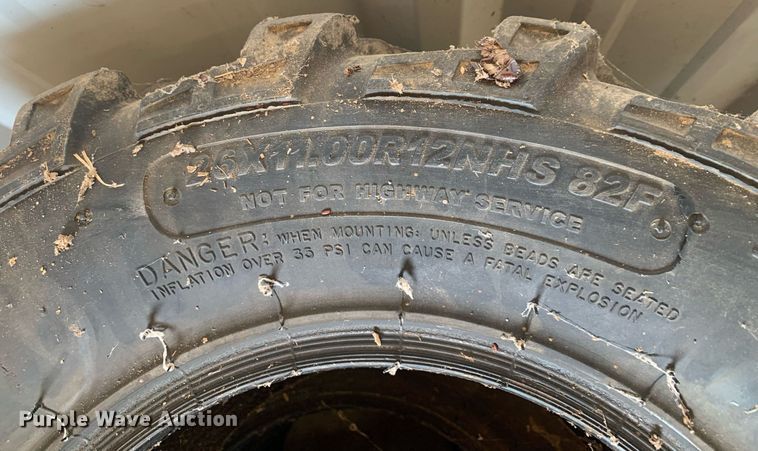 26X11.00R12NHS 82F
NOT FOR HIGHWAY SERVICE
DANGER: WHEN MOUNTING: UNLESS BEADS ARE SEATED
INFLATION OVER 35 PSI CAN CAUSE A FATAL EXPLOSION
Purple Wave Auction